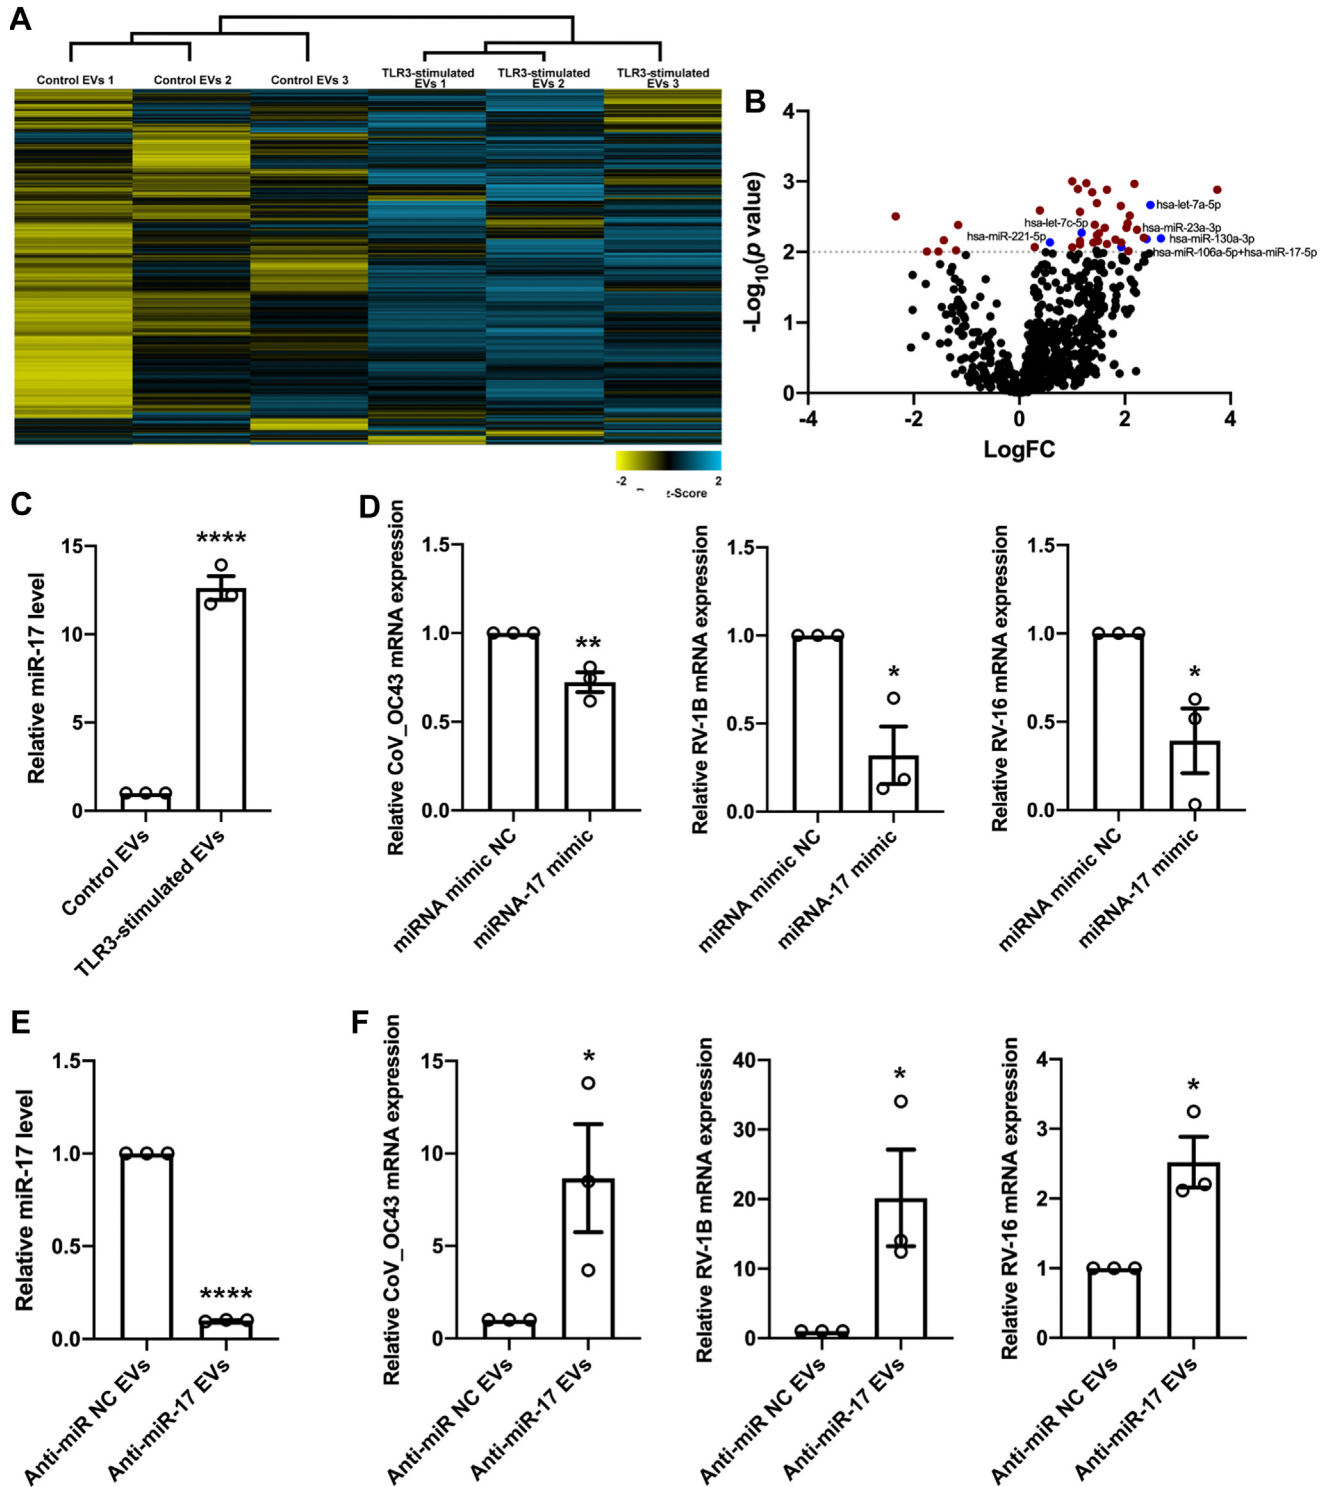 A
Control EVs 1
Control EVs 2
Control EVs 3
TLR3-stimulated
EVs 1
TLR3-stimulated
EVs 2
TLR3-stimulated
EVs 3
-2
2
z-Score
B
-Log10(p value)
4
3
2
1
0
-4
-2
0
2
4
LogFC
hsa-let-7a-5p
hsa-let-7c-5p
hsa-miR-23a-3p
hsa-miR-221-5p
hsa-miR-130a-3p
hsa-miR-106a-5p+hsa-miR-17-5p
C
Relative miR-17 level
15
10
5
0
****
Control EVs
TLR3-stimulated EVs
D
Relative CoV_OC43 mRNA expression
1.5
1.0
0.5
0.0
**
miRNA mimic NC
miRNA-17 mimic
Relative RV-1B mRNA expression
1.5
1.0
0.5
0.0
*
miRNA mimic NC
miRNA-17 mimic
Relative RV-16 mRNA expression
1.5
1.0
0.5
0.0
*
miRNA mimic NC
miRNA-17 mimic
E
Relative miR-17 level
1.5
1.0
0.5
0.0
****
Anti-miR NC EVs
Anti-miR-17 EVs
F
Relative CoV_OC43 mRNA expression
15
10
5
0
*
Anti-miR NC EVs
Anti-miR-17 EVs
Relative RV-1B mRNA expression
40
30
20
10
0
*
Anti-miR NC EVs
Anti-miR-17 EVs
Relative RV-16 mRNA expression
4
3
2
1
0
*
Anti-miR NC EVs
Anti-miR-17 EVs